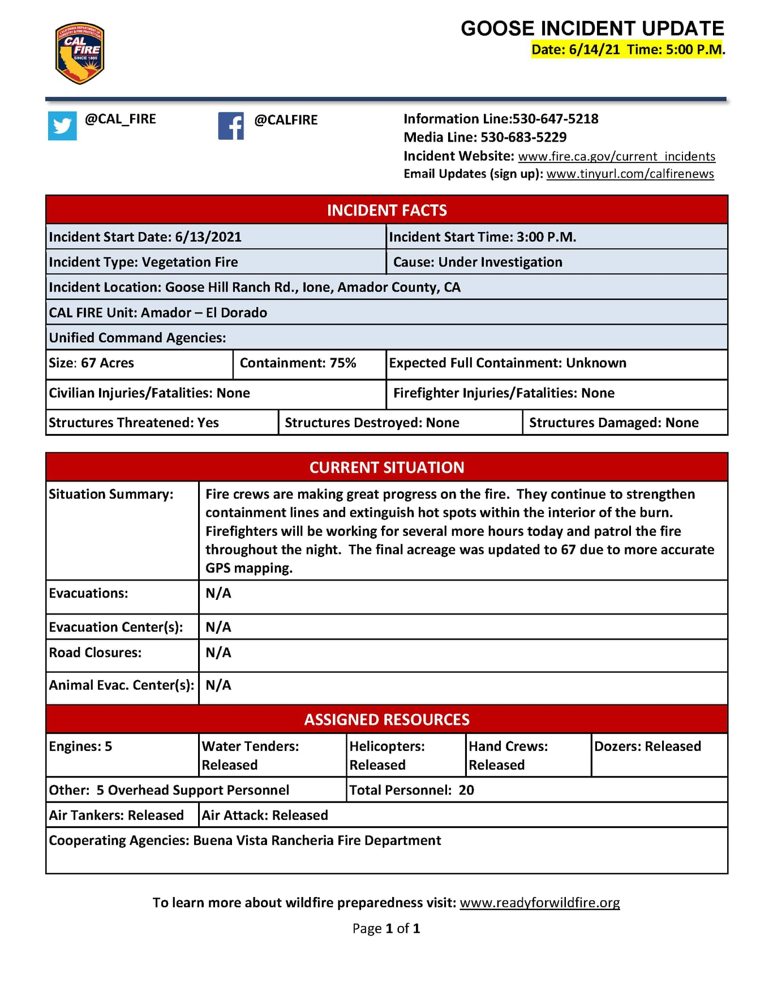 CALIFORNIA DEPARTMENT OF
FORESTRY & FIRE PROTECTION
CAL
FIRE
SINCE 1885
GOOSE INCIDENT UPDATE
Date: 6/14/21  Time: 5:00 P.M.
@CAL_FIRE
@CALFIRE
Information Line:530-647-5218
Media Line: 530-683-5229
Incident Website: www.fire.ca.gov/current_incidents
Email Updates (sign up): www.tinyurl.com/calfirenews
INCIDENT FACTS
Incident Start Date: 6/13/2021
Incident Start Time: 3:00 P.M.
Incident Type: Vegetation Fire
Cause: Under Investigation
Incident Location: Goose Hill Ranch Rd., Ione, Amador County, CA
CAL FIRE Unit: Amador – El Dorado
Unified Command Agencies:
Size: 67 Acres
Containment: 75%
Expected Full Containment: Unknown
Civilian Injuries/Fatalities: None
Firefighter Injuries/Fatalities: None
Structures Threatened: Yes
Structures Destroyed: None
Structures Damaged: None
CURRENT SITUATION
Situation Summary:
Fire crews are making great progress on the fire.  They continue to strengthen
containment lines and extinguish hot spots within the interior of the burn.
Firefighters will be working for several more hours today and patrol the fire
throughout the night.  The final acreage was updated to 67 due to more accurate
GPS mapping.
Evacuations:
N/A
Evacuation Center(s):
N/A
Road Closures:
N/A
Animal Evac. Center(s):
N/A
ASSIGNED RESOURCES
Engines: 5
Water Tenders:
Released
Helicopters:
Released
Hand Crews:
Released
Dozers: Released
Other:  5 Overhead Support Personnel
Total Personnel:  20
Air Tankers: Released
Air Attack: Released
Cooperating Agencies: Buena Vista Rancheria Fire Department
To learn more about wildfire preparedness visit: www.readyforwildfire.org
Page 1 of 1